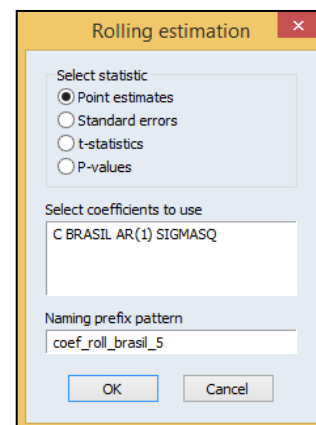 Rolling estimation
Select statistic
Point estimates
Standard errors
t-statistics
P-values
Select coefficients to use
C BRASIL AR(1) SIGMASQ
Naming prefix pattern
coef_roll_brasil_5
OK
Cancel